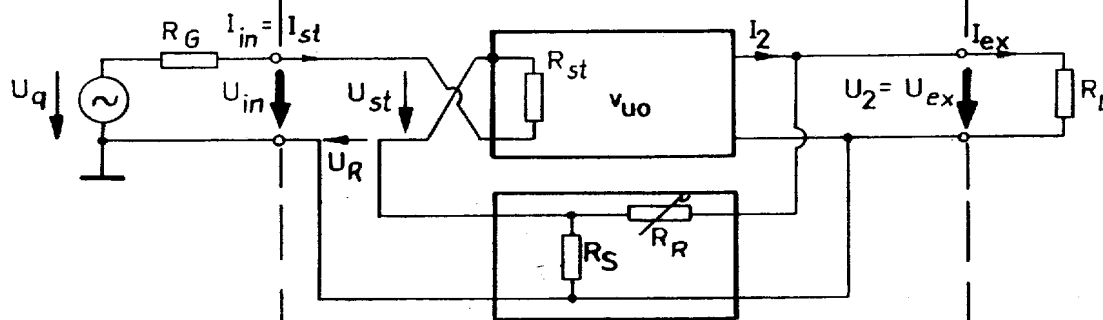 R_G
I_in = I_st
U_q
U_in
U_st
U_R
R_st
v_uo
I_2
I_ex
U_2 = U_ex
R_L
R_S
R_R